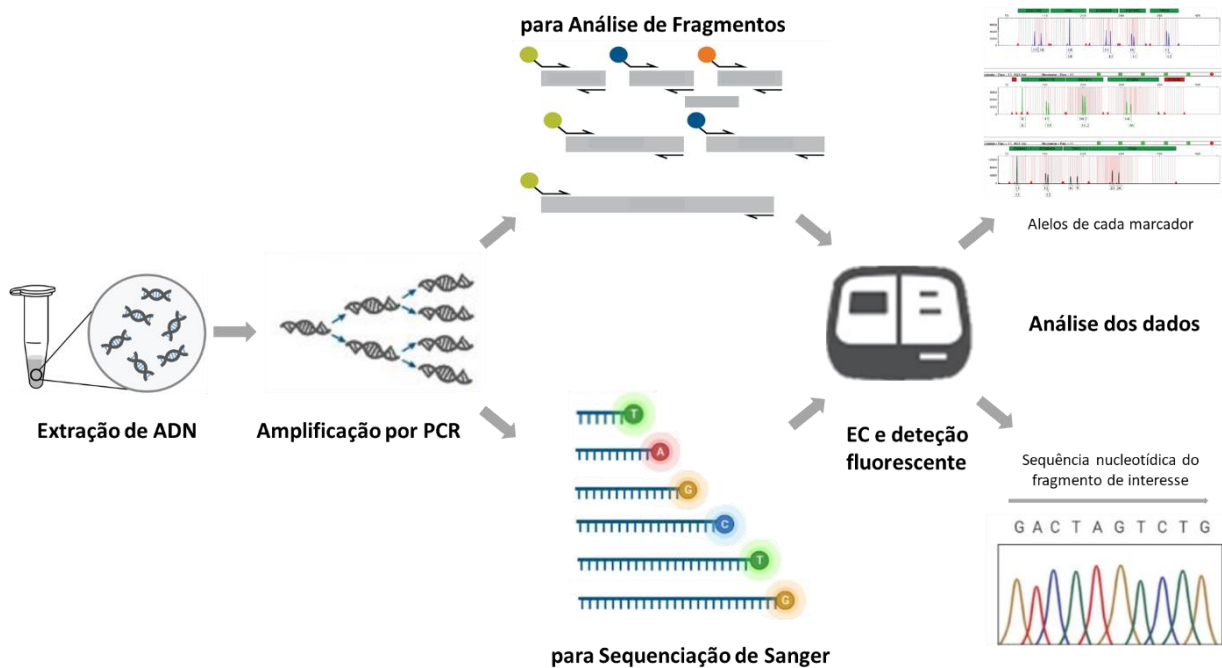 para Análise de Fragmentos
Alelos de cada marcador
Extração de ADN
Amplificação por PCR
T
A
G
C
T
G
para Sequenciação de Sanger
EC e deteção
fluorescente
Análise dos dados
Sequência nucleotídica do
fragmento de interesse
G A C T A G T C T G